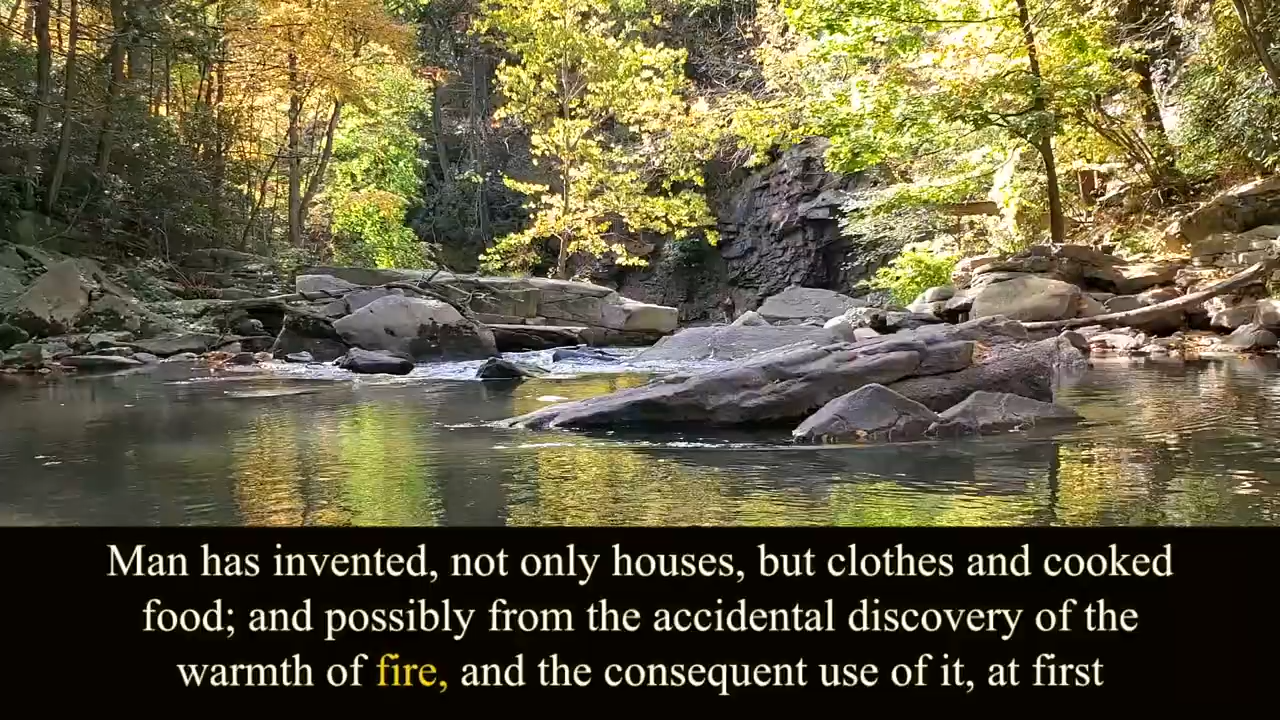 Man has invented, not only houses, but clothes and cooked
food; and possibly from the accidental discovery of the
warmth of fire, and the consequent use of it, at first